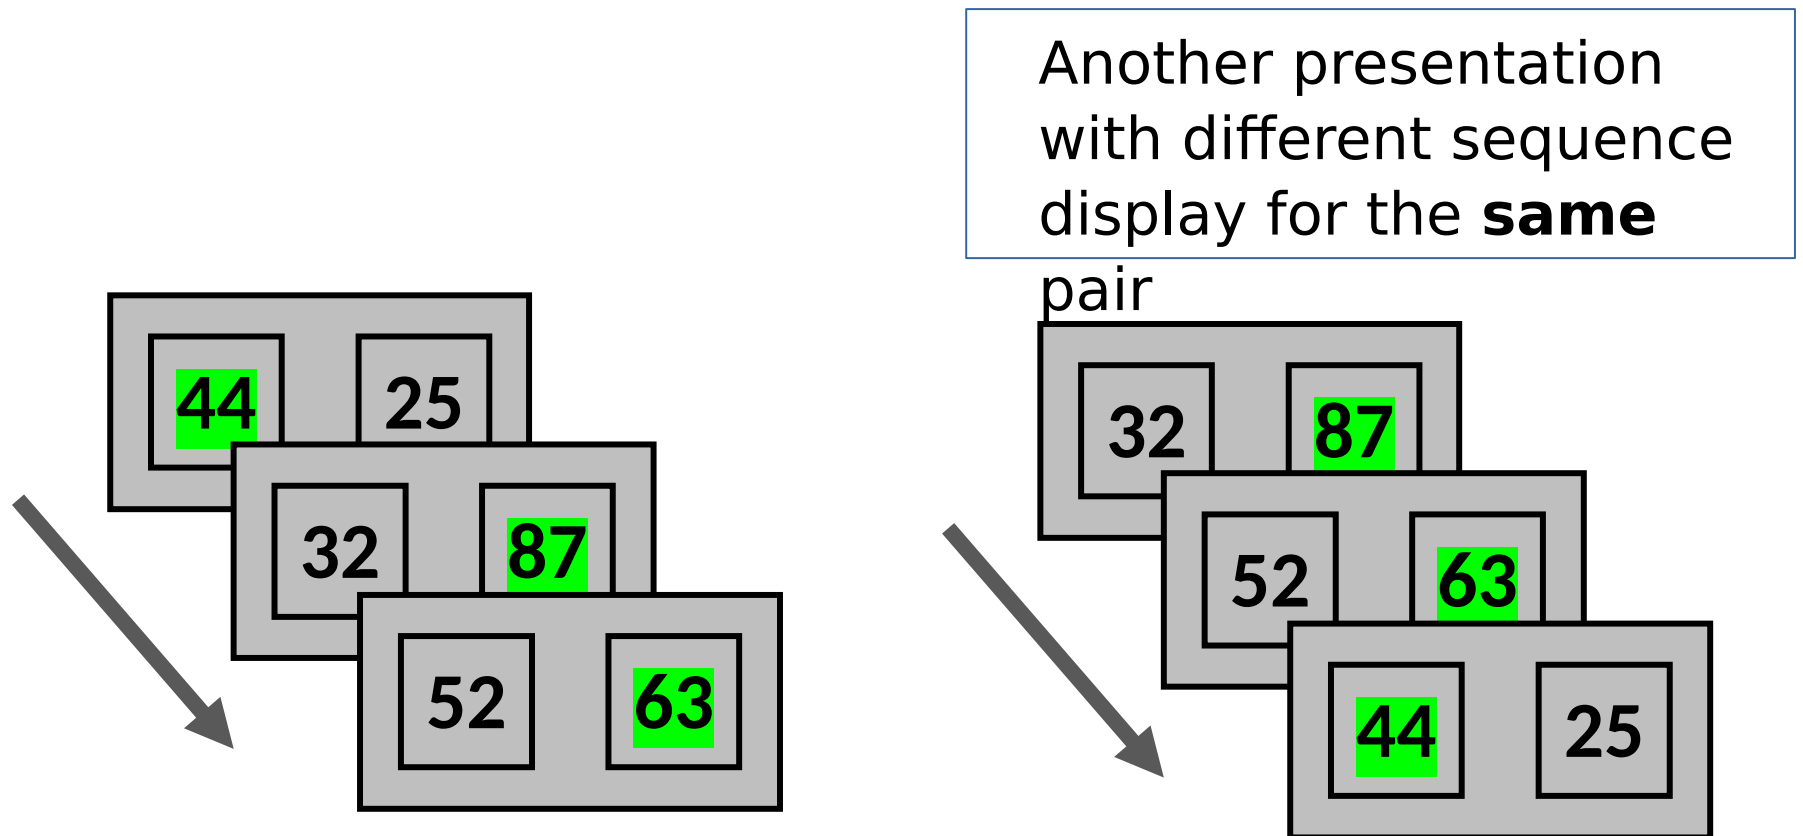 Another presentation
with different sequence
display for the same
pair
44 25
32 87
52 63
32 87
52 63
44 25